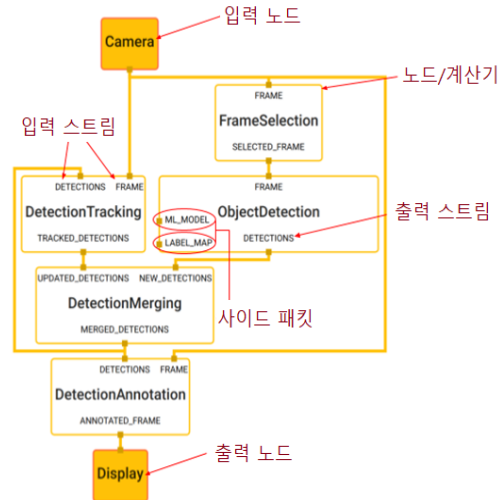 입력 노드
Camera
노드/계산기
FRAME
FrameSelection
입력 스트림
SELECTED_FRAME
DETECTIONS FRAME
FRAME
DetectionTracking
ML_MODEL
ObjectDetection
출력 스트림
TRACKED_DETECTIONS
LABEL_MAP
DETECTIONS
UPDATED_DETECTIONS NEW_DETECTIONS
DetectionMerging
사이드 패킷
MERGED_DETECTIONS
DETECTIONS FRAME
DetectionAnnotation
ANNOTATED_FRAME
출력 노드
Display